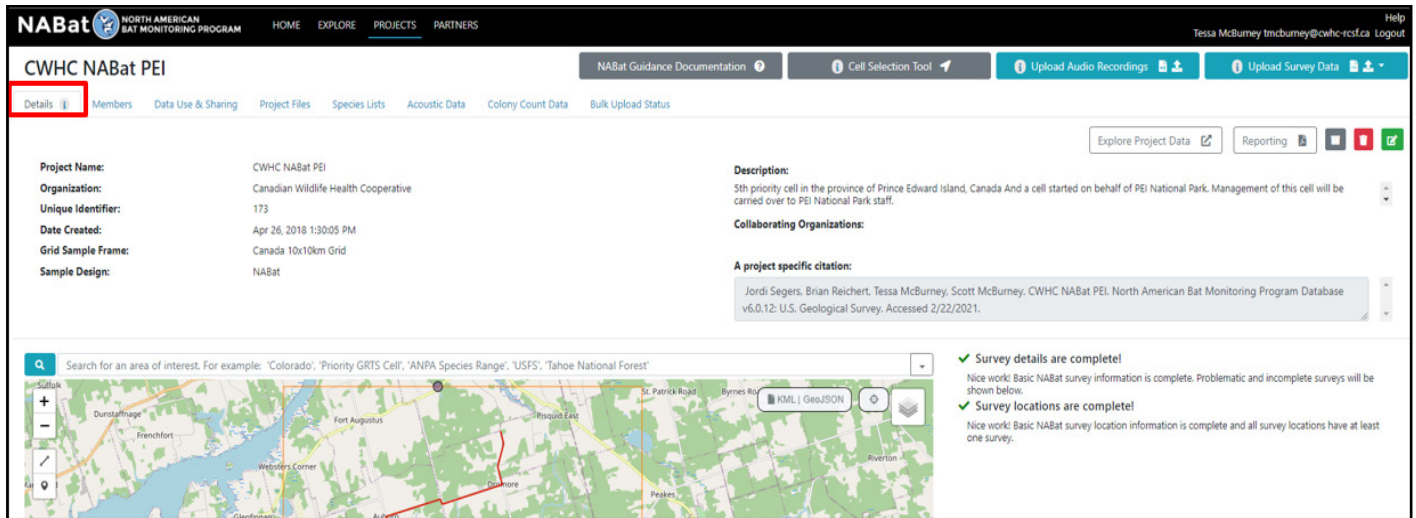 NABat NORTH AMERICAN BAT MONITORING PROGRAM HOME EXPLORE PROJECTS PARTNERS
Help
Tessa McBurney tmcburney@cwhc-rcsf.ca Logout
CWHC NABat PEI
NABat Guidance Documentation
Cell Selection Tool
Upload Audio Recordings
Upload Survey Data
Details Members Data Use & Sharing Project Files Species Lists Acoustic Data Colony Count Data Bulk Upload Status
Explore Project Data Reporting
Project Name: CWHC NABat PEI
Organization: Canadian Wildlife Health Cooperative
Unique Identifier: 173
Date Created: Apr 26, 2018 1:30:05 PM
Grid Sample Frame: Canada 10x10km Grid
Sample Design: NABat
Description:
5th priority cell in the province of Prince Edward Island, Canada And a cell started on behalf of PEI National Park. Management of this cell will be
carried over to PEI National Park staff.
Collaborating Organizations:
A project specific citation:
Jordi Segers, Brian Reichert, Tessa McBurney, Scott McBurney. CWHC NABat PEI. North American Bat Monitoring Program Database
v6.0.12: U.S. Geological Survey. Accessed 2/22/2021.
Search for an area of interest. For example: 'Colorado', 'Priority GRTS Cell', 'ANPA Species Range', 'USFS', 'Tahoe National Forest'
Suffolk
St. Patrick Road
Byrnes
KML | GeoJSON
+
−
Dunstaffnage
Fort Augustus
Pisquid East
Frenchfort
Websters Corner
Riverton
Dromore
Peakes
Glenfinnan
Survey details are complete!
Nice work! Basic NABat survey information is complete. Problematic and incomplete surveys will be
shown below.
Survey locations are complete!
Nice work! Basic NABat survey location information is complete and all survey locations have at least
one survey.